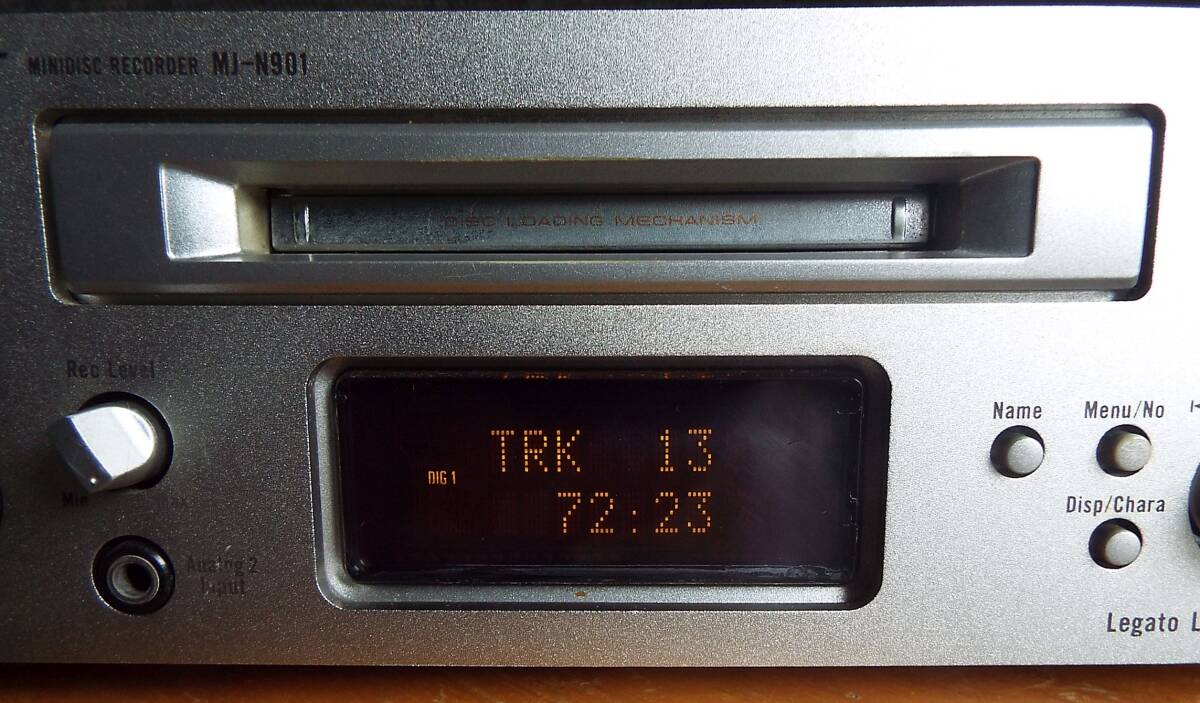 MINIDISC RECORDER MJ-N901
DISC LOADING MECHANISM
Rec Level
Min
Analog 2
Input
DIG 1
TRK 13
72:23
Name
Menu/No
Disp/Chara
Legato